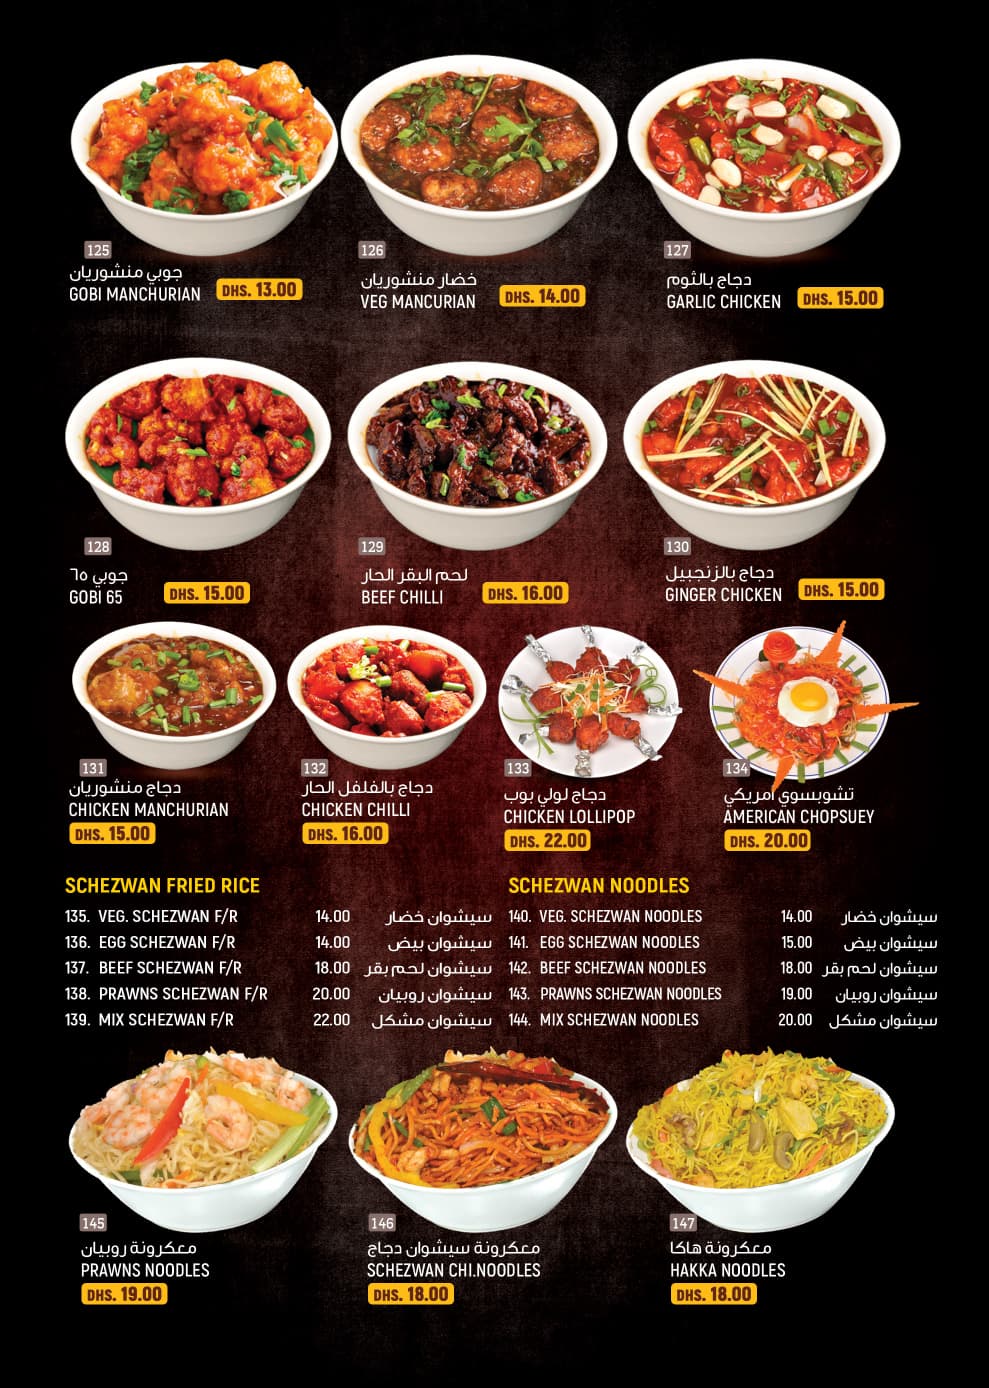 125
جوبي منشوريان
GOBI MANCHURIAN
DHS. 13.00
126
خضار منشوريان
VEG MANCURIAN
DHS. 14.00
127
دجاج بالثوم
GARLIC CHICKEN
DHS. 15.00
128
جوبي ٦٥
GOBI 65
DHS. 15.00
129
لحم البقر الحار
BEEF CHILLI
DHS. 16.00
130
دجاج بالزنجبيل
GINGER CHICKEN
DHS. 15.00
131
دجاج منشوريان
CHICKEN MANCHURIAN
DHS. 15.00
132
دجاج بالفلفل الحار
CHICKEN CHILLI
DHS. 16.00
133
دجاج لولي بوب
CHICKEN LOLLIPOP
DHS. 22.00
134
تشوبسوي امريكي
AMERICAN CHOPSUEY
DHS. 20.00
SCHEZWAN FRIED RICE
135. VEG. SCHEZWAN F/R 14.00 سيشوان خضار
136. EGG SCHEZWAN F/R 14.00 سيشوان بيض
137. BEEF SCHEZWAN F/R 18.00 سيشوان لحم بقر
138. PRAWNS SCHEZWAN F/R 20.00 سيشوان روبيان
139. MIX SCHEZWAN F/R 22.00 سيشوان مشكل
SCHEZWAN NOODLES
140. VEG. SCHEZWAN NOODLES 14.00 سيشوان خضار
141. EGG SCHEZWAN NOODLES 15.00 سيشوان بيض
142. BEEF SCHEZWAN NOODLES 18.00 سيشوان لحم بقر
143. PRAWNS SCHEZWAN NOODLES 19.00 سيشوان روبيان
144. MIX SCHEZWAN NOODLES 20.00 سيشوان مشكل
145
معكرونة روبيان
PRAWNS NOODLES
DHS. 19.00
146
معكرونة سيشوان دجاج
SCHEZWAN CHI.NOODLES
DHS. 18.00
147
معكرونة هاكا
HAKKA NOODLES
DHS. 18.00